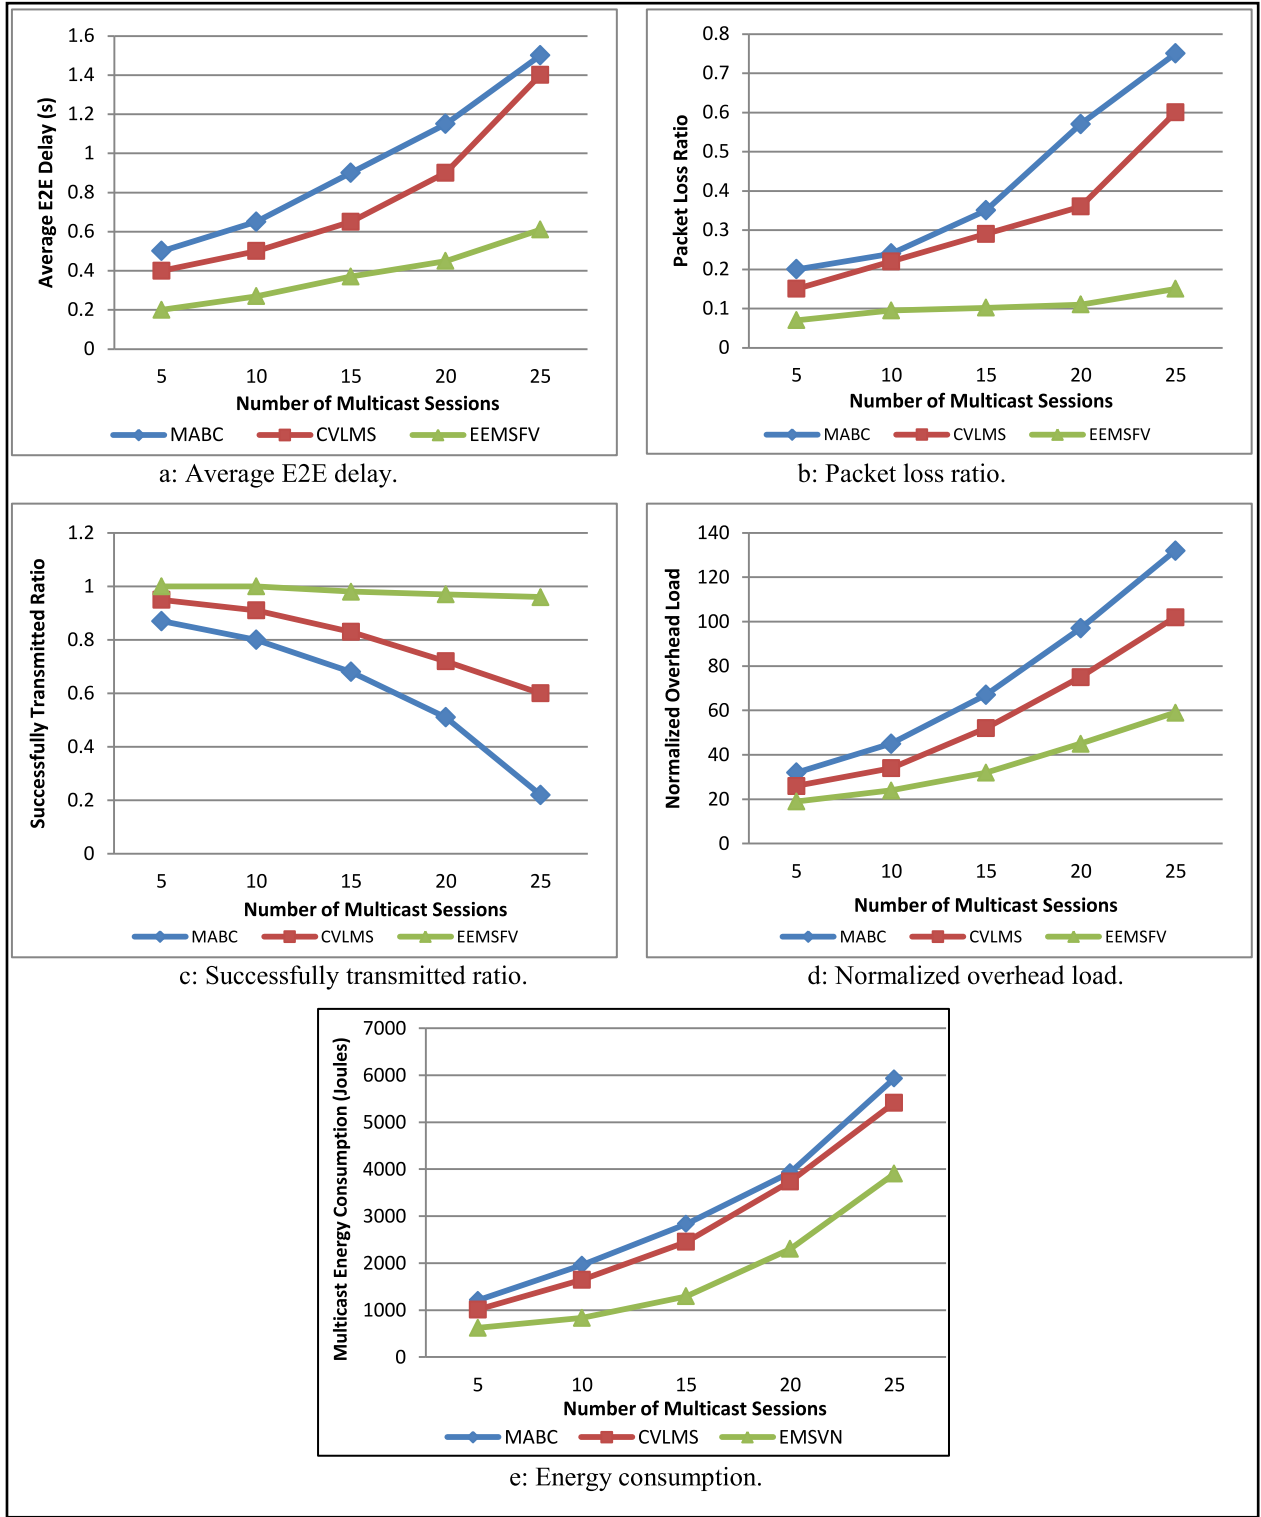 1.6
1.4
1.2
1
0.8
0.6
0.4
0.2
0
Average E2E Delay (s)
5 10 15 20 25
Number of Multicast Sessions
MABC CVLMS EEMSFV
a: Average E2E delay.
0.8
0.7
0.6
0.5
0.4
0.3
0.2
0.1
0
Packet Loss Ratio
5 10 15 20 25
Number of Multicast Sessions
MABC CVLMS EEMSFV
b: Packet loss ratio.
1.2
1
0.8
0.6
0.4
0.2
0
Successfully Transmitted Ratio
5 10 15 20 25
Number of Multicast Sessions
MABC CVLMS EEMSFV
c: Successfully transmitted ratio.
140
120
100
80
60
40
20
0
Normalized Overhead Load
5 10 15 20 25
Number of Multicast Sessions
MABC CVLMS EEMSFV
d: Normalized overhead load.
7000
6000
5000
4000
3000
2000
1000
0
Multicast Energy Consumption (Joules)
5 10 15 20 25
Number of Multicast Sessions
MABC CVLMS EMSVN
e: Energy consumption.